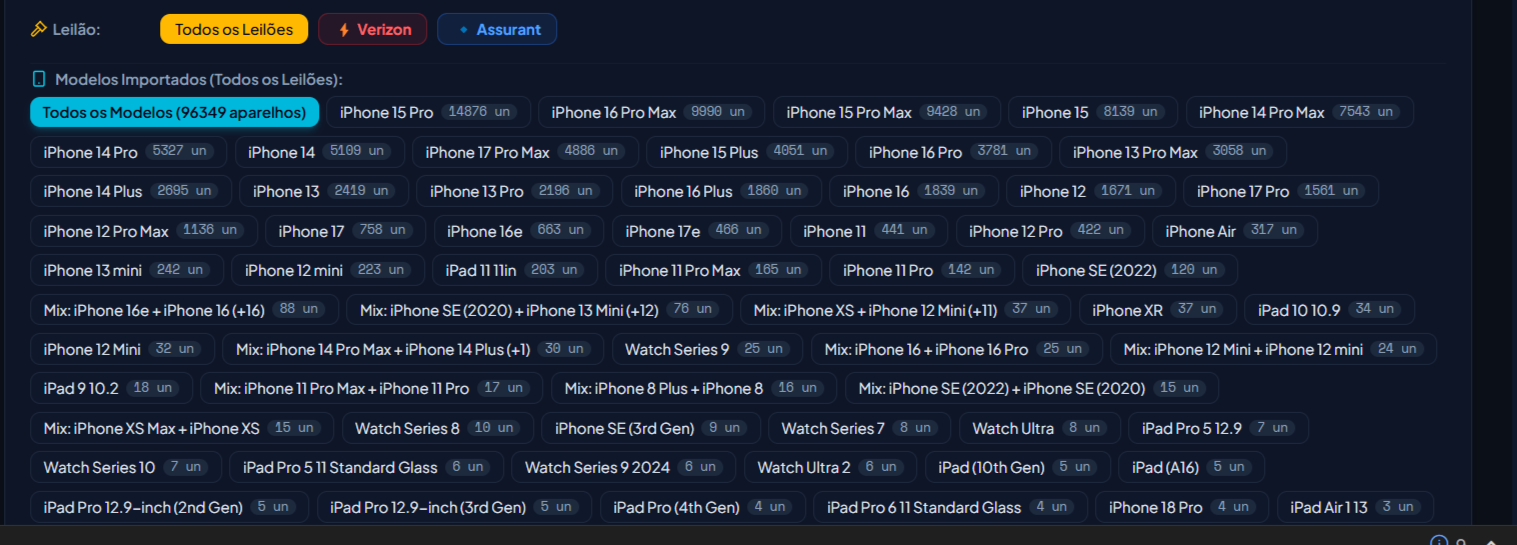 Leilão: Todos os Leilões Verizon Assurant
Modelos Importados (Todos os Leilões):
Todos os Modelos (96349 aparelhos) iPhone 15 Pro 14876 un iPhone 16 Pro Max 9990 un iPhone 15 Pro Max 9428 un iPhone 15 8139 un iPhone 14 Pro Max 7543 un
iPhone 14 Pro 5327 un iPhone 14 5109 un iPhone 17 Pro Max 4886 un iPhone 15 Plus 4051 un iPhone 16 Pro 3781 un iPhone 13 Pro Max 3058 un
iPhone 14 Plus 2695 un iPhone 13 2419 un iPhone 13 Pro 2196 un iPhone 16 Plus 1860 un iPhone 16 1839 un iPhone 12 1671 un iPhone 17 Pro 1561 un
iPhone 12 Pro Max 1136 un iPhone 17 758 un iPhone 16e 663 un iPhone 17e 466 un iPhone 11 441 un iPhone 12 Pro 422 un iPhone Air 317 un
iPhone 13 mini 242 un iPhone 12 mini 223 un iPad 11 11in 203 un iPhone 11 Pro Max 165 un iPhone 11 Pro 142 un iPhone SE (2022) 120 un
Mix: iPhone 16e + iPhone 16 (+16) 88 un Mix: iPhone SE (2020) + iPhone 13 Mini (+12) 76 un Mix: iPhone XS + iPhone 12 Mini (+11) 37 un iPhone XR 37 un iPad 10 10.9 34 un
iPhone 12 Mini 32 un Mix: iPhone 14 Pro Max + iPhone 14 Plus (+1) 30 un Watch Series 9 25 un Mix: iPhone 16 + iPhone 16 Pro 25 un Mix: iPhone 12 Mini + iPhone 12 mini 24 un
iPad 9 10.2 18 un Mix: iPhone 11 Pro Max + iPhone 11 Pro 17 un Mix: iPhone 8 Plus + iPhone 8 16 un Mix: iPhone SE (2022) + iPhone SE (2020) 15 un
Mix: iPhone XS Max + iPhone XS 15 un Watch Series 8 10 un iPhone SE (3rd Gen) 9 un Watch Series 7 8 un Watch Ultra 8 un iPad Pro 5 12.9 7 un
Watch Series 10 7 un iPad Pro 5 11 Standard Glass 6 un Watch Series 9 2024 6 un Watch Ultra 2 6 un iPad (10th Gen) 5 un iPad (A16) 5 un
iPad Pro 12.9-inch (2nd Gen) 5 un iPad Pro 12.9-inch (3rd Gen) 5 un iPad Pro (4th Gen) 4 un iPad Pro 6 11 Standard Glass 4 un iPhone 18 Pro 4 un iPad Air 1 13 3 un